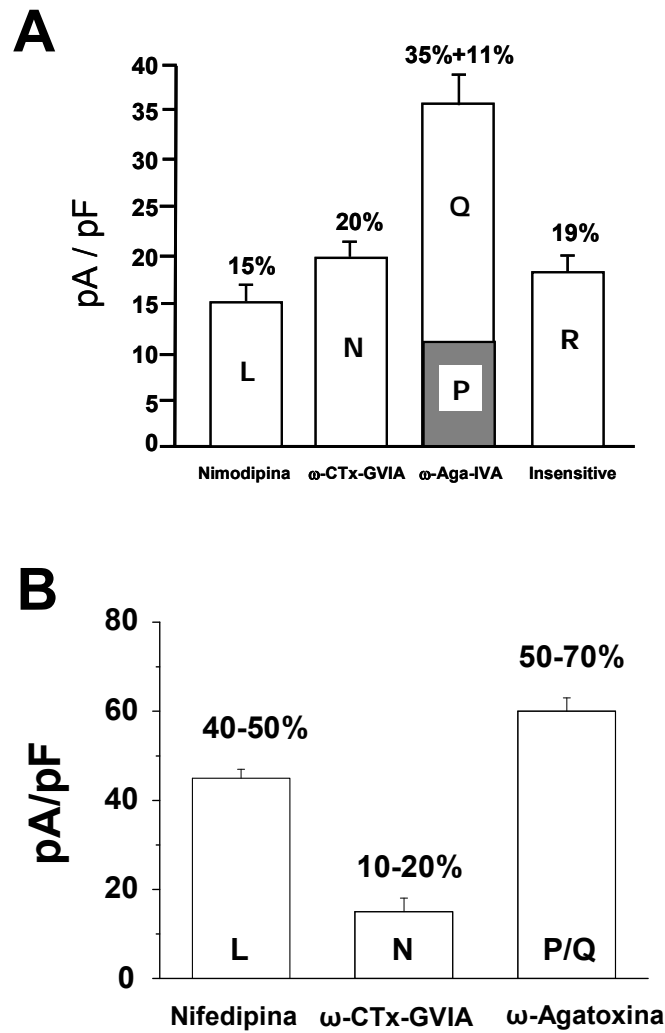 A
pA / pF
40
35
30
25
20
15
10
5
0
15%
20%
35%+11%
19%
L
N
Q
P
R
Nimodipina ω-CTx-GVIA ω-Aga-IVA Insensitive
B
pA/pF
80
60
40
20
0
40-50%
10-20%
50-70%
L
N
P/Q
Nifedipina ω-CTx-GVIA ω-Agatoxina